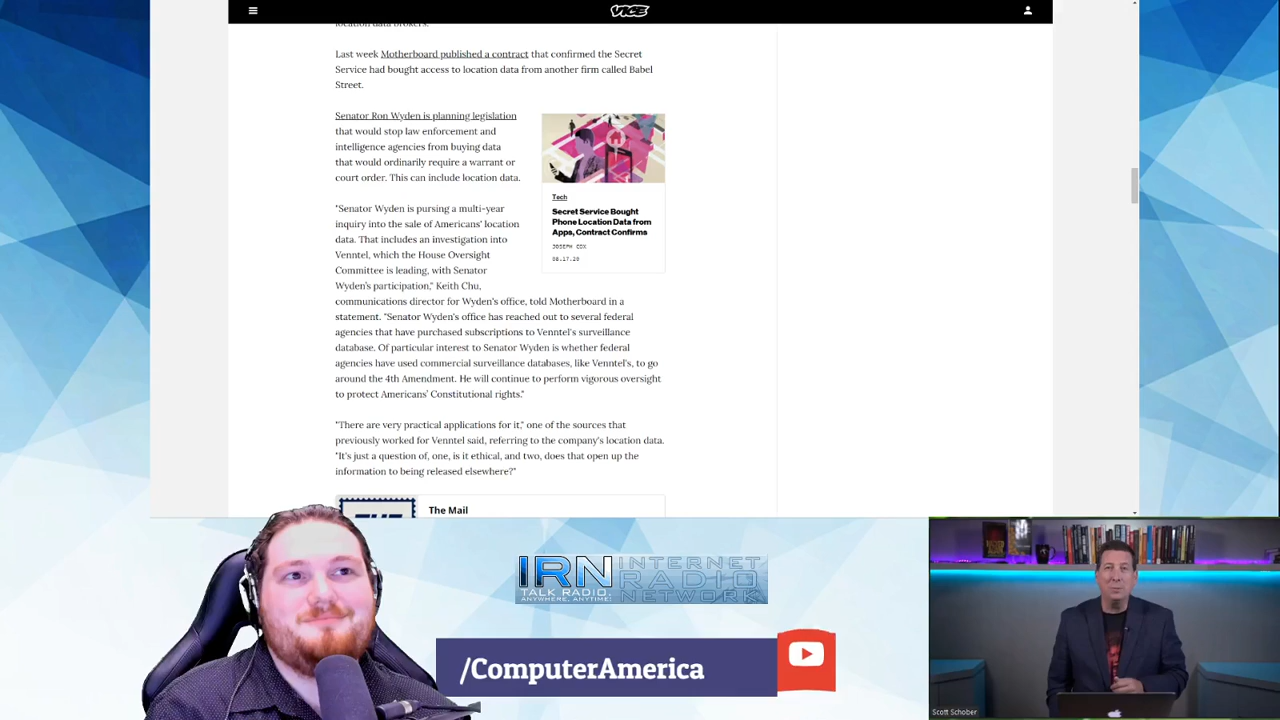 VICE
location data brokers.
Last week Motherboard published a contract that confirmed the Secret
Service had bought access to location data from another firm called Babel
Street.
Senator Ron Wyden is planning legislation
that would stop law enforcement and
intelligence agencies from buying data
that would ordinarily require a warrant or
court order. This can include location data.
"Senator Wyden is pursing a multi-year
inquiry into the sale of Americans' location
data. That includes an investigation into
Venntel, which the House Oversight
Committee is leading, with Senator
Wyden's participation," Keith Chu,
communications director for Wyden's office, told Motherboard in a
statement. "Senator Wyden's office has reached out to several federal
agencies that have purchased subscriptions to Venntel's surveillance
database. Of particular interest to Senator Wyden is whether federal
agencies have used commercial surveillance databases, like Venntel's, to go
around the 4th Amendment. He will continue to perform vigorous oversight
to protect Americans' Constitutional rights."
Tech
Secret Service Bought
Phone Location Data from
Apps, Contract Confirms
JOSEPH COX
08.17.20
"There are very practical applications for it," one of the sources that
previously worked for Venntel said, referring to the company's location data.
"It's just a question of, one, is it ethical, and two, does that open up the
information to being released elsewhere?"
The Mail
IRN INTERNET
RADIO
NETWORK
TALK RADIO.
ANYWHERE, ANYTIME!
/ComputerAmerica
Scott Schober